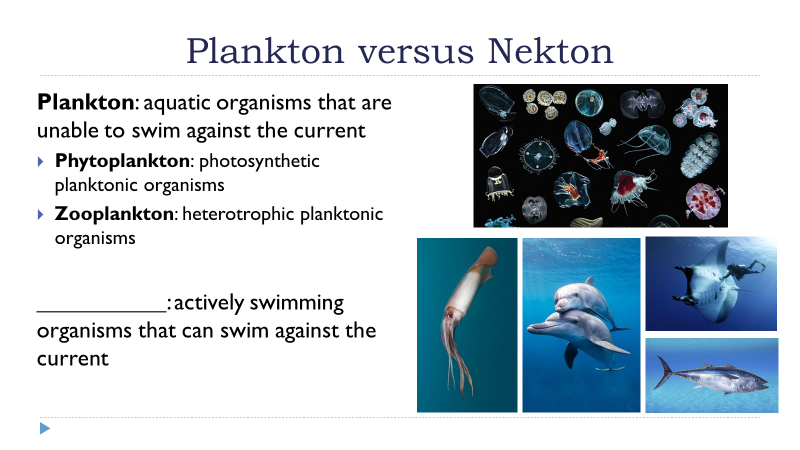 Plankton versus Nekton
Plankton: aquatic organisms that are
unable to swim against the current
Phytoplankton: photosynthetic
planktonic organisms
Zooplankton: heterotrophic planktonic
organisms
___________: actively swimming
organisms that can swim against the
current